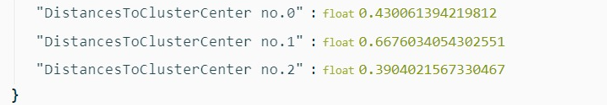 "DistancesToClusterCenter no.0" : float 0.430061394219812
"DistancesToClusterCenter no.1" : float 0.6676034054302551
"DistancesToClusterCenter no.2" : float 0.3904021567330467
}